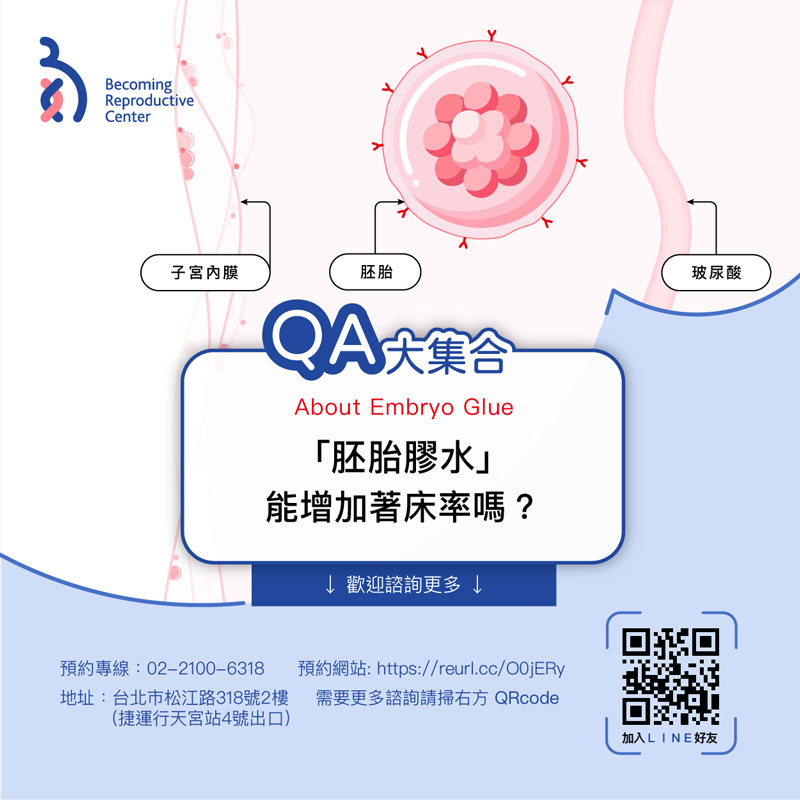 Becoming
Reproductive
Center
子宮內膜
胚胎
玻尿酸
QA大集合
About Embryo Glue
「胚胎膠水」
能增加著床率嗎？
↓ 歡迎諮詢更多 ↓
預約專線：02-2100-6318 預約網站: https://reurl.cc/O0jERy
地址：台北市松江路318號2樓 需要更多諮詢請掃右方 QRcode
(捷運行天宮站4號出口)
加入LINE好友